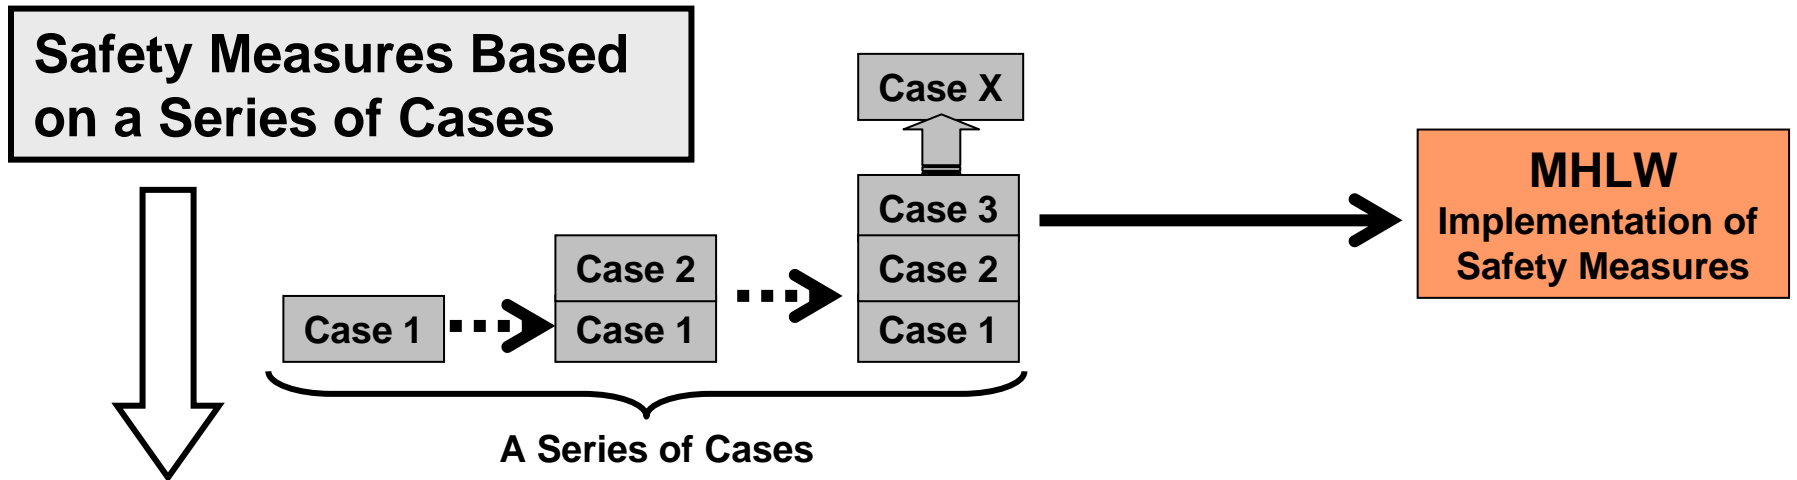 Safety Measures Based
on a Series of Cases
Case X
Case 3
Case 2
Case 1
Case 2
Case 1
Case 1
MHLW
Implementation of
Safety Measures
A Series of Cases